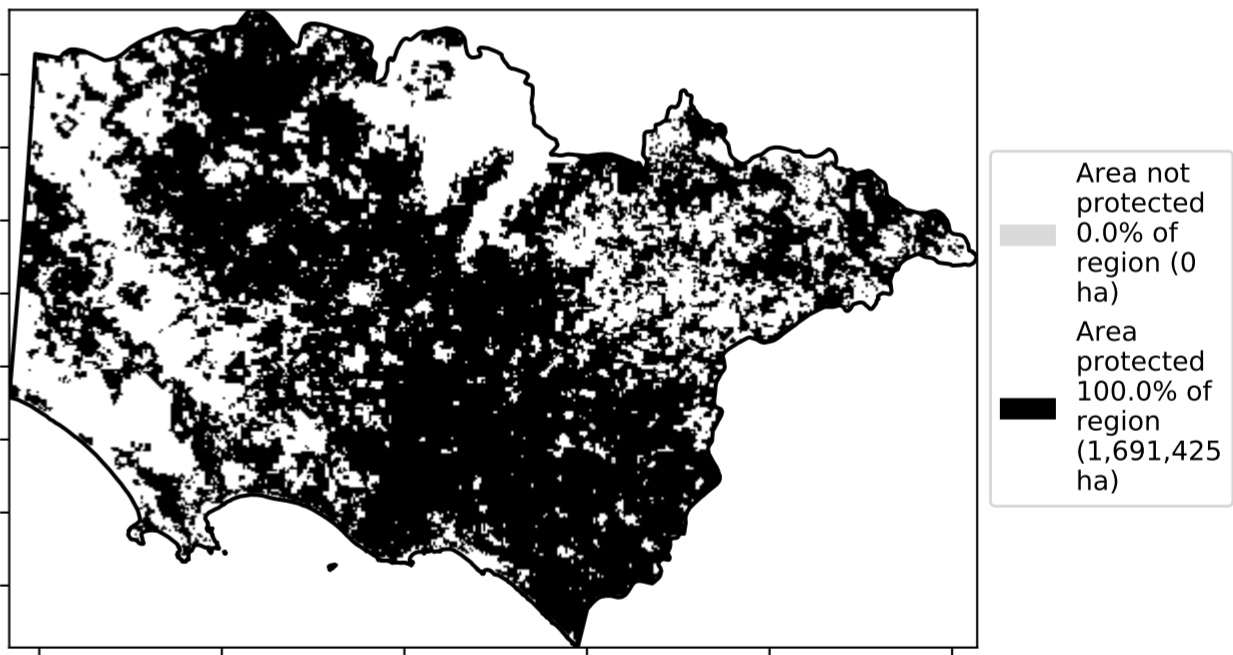 Area not
protected
0.0% of
region (0
ha)
Area
protected
100.0% of
region
(1,691,425
ha)